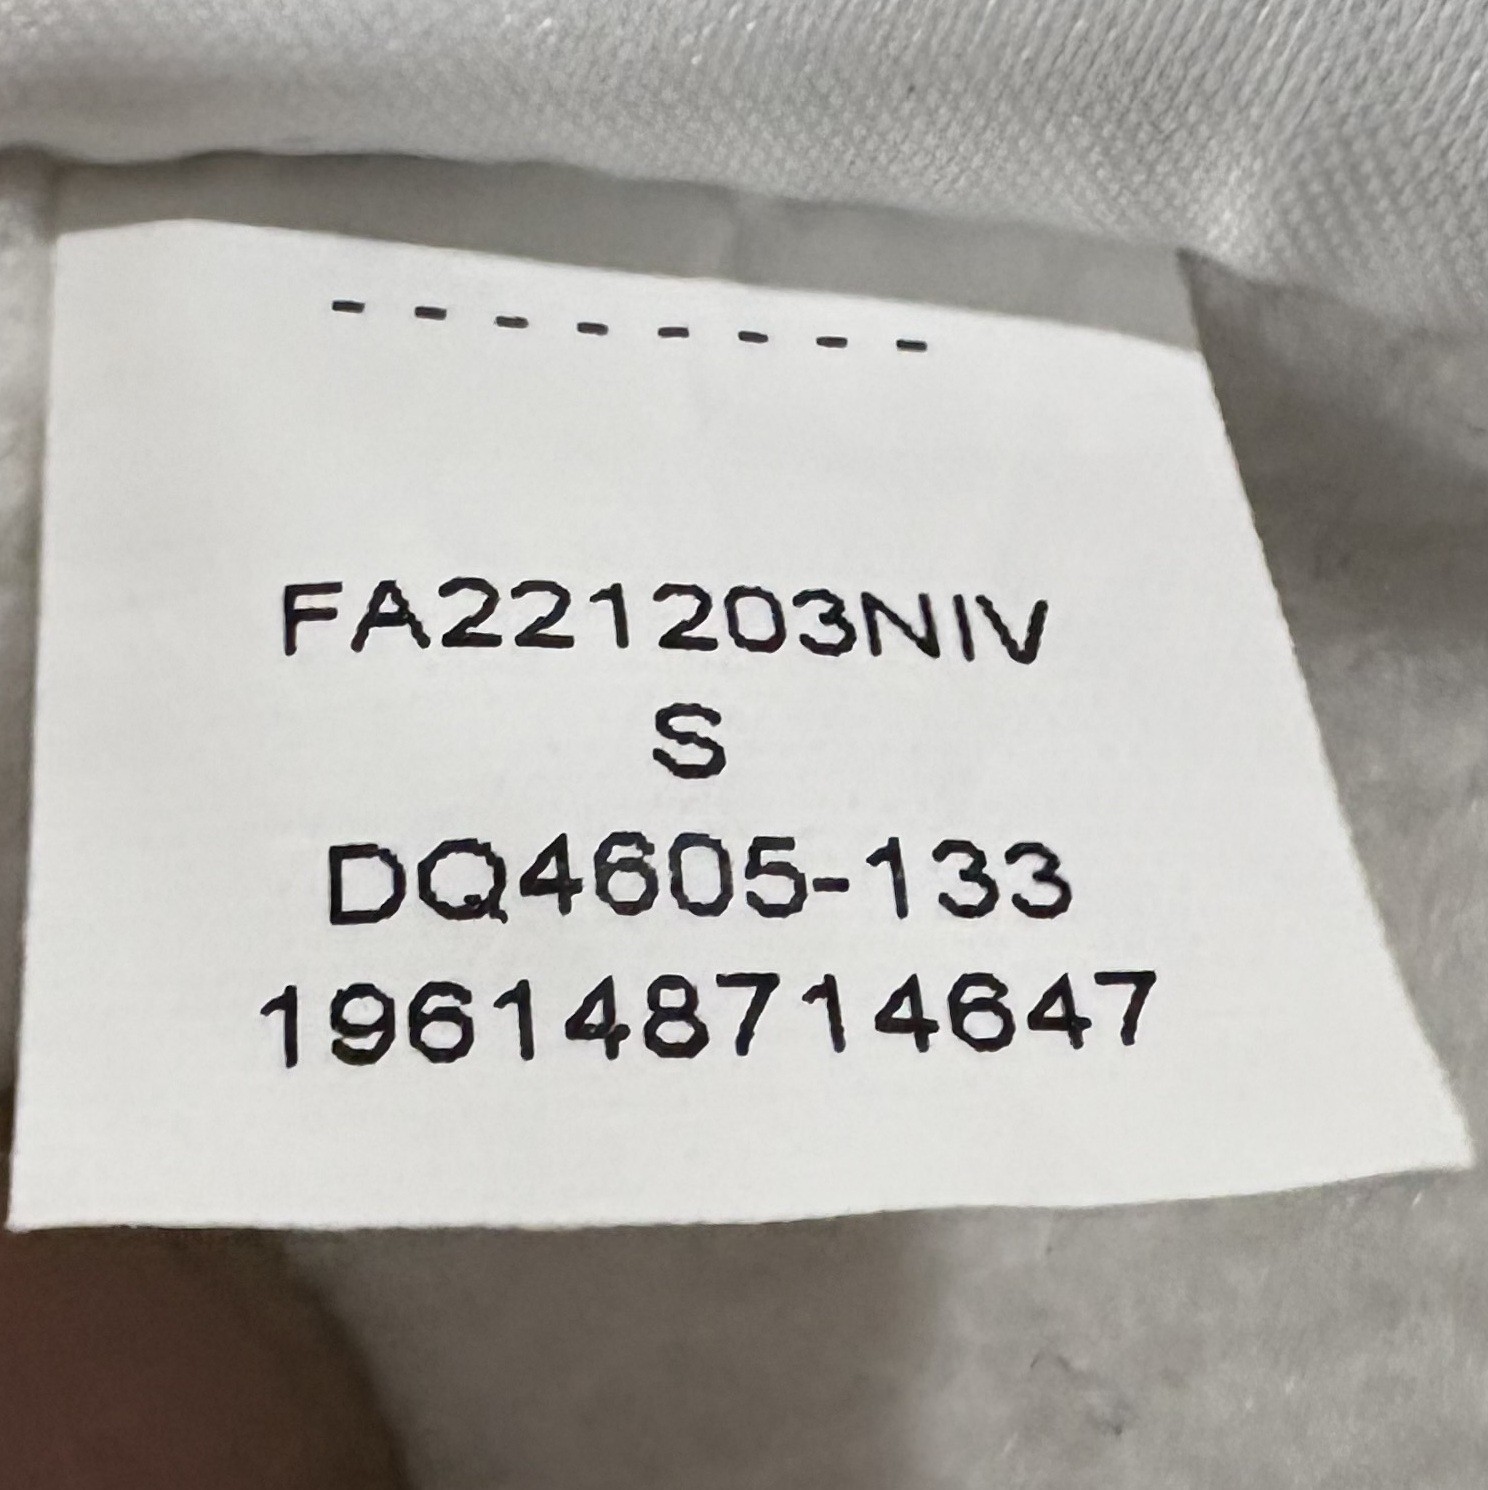 --------
FA221203NIV
S
DQ4605-133
196148714647